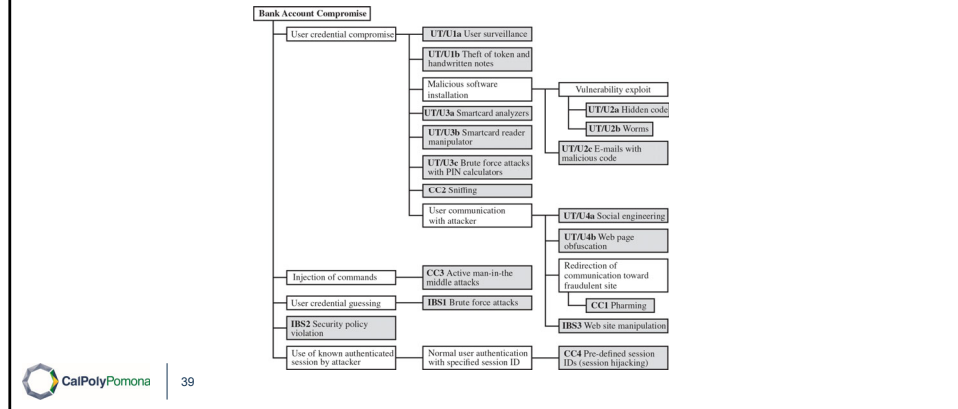 Bank Account Compromise
User credential compromise
UT/U1a User surveillance
UT/U1b Theft of token and
handwritten notes
Malicious software
installation
Vulnerability exploit
UT/U2a Hidden code
UT/U2b Worms
UT/U2c E-mails with
malicious code
UT/U3a Smartcard analyzers
UT/U3b Smartcard reader
manipulator
UT/U3c Brute force attacks
with PIN calculators
CC2 Sniffing
User communication
with attacker
UT/U4a Social engineering
UT/U4b Web page
obfuscation
Redirection of
communication toward
fraudulent site
CC1 Pharming
IBS3 Web site manipulation
Injection of commands
CC3 Active man-in-the
middle attacks
User credential guessing
IBS1 Brute force attacks
IBS2 Security policy
violation
Use of known authenticated
session by attacker
Normal user authentication
with specified session ID
CC4 Pre-defined session
IDs (session hijacking)
CalPolyPomona
39